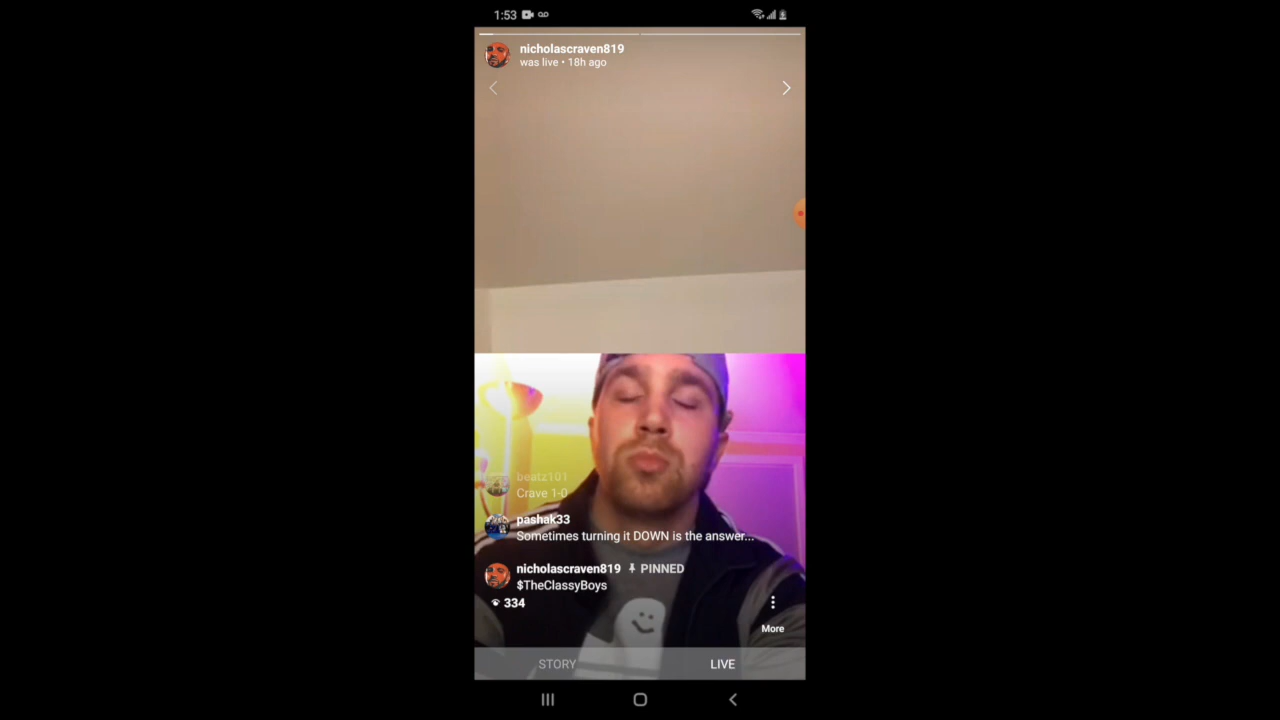 1:53
nicholascraven819
was live • 18h ago
beatz101
Crave 1-0
pashak33
Sometimes turning it DOWN is the answer...
nicholascraven819 PINNED
$TheClassyBoys
334
More
STORY LIVE